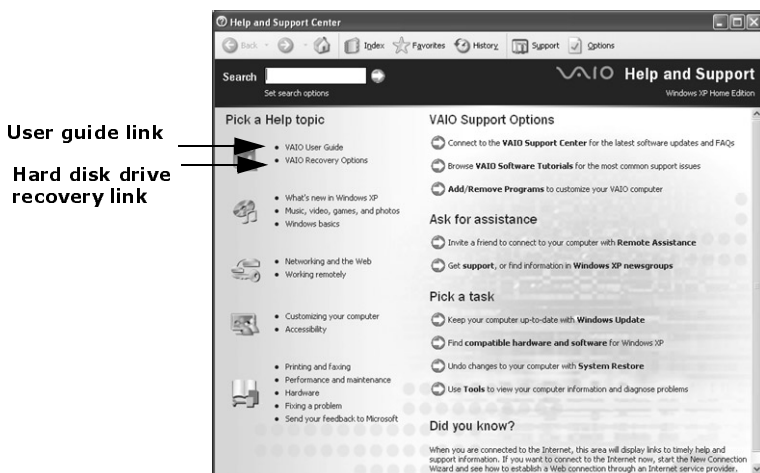 Help and Support Center
Back
Index
Favorites
History
Support
Options
Search
Set search options
VAIO Help and Support
Windows XP Home Edition
User guide link
Hard disk drive
recovery link
Pick a Help topic
VAIO User Guide
VAIO Recovery Options
What's new in Windows XP
Music, video, games, and photos
Windows basics
Networking and the Web
Working remotely
Customizing your computer
Accessibility
Printing and faxing
Performance and maintenance
Hardware
Fixing a problem
Send your feedback to Microsoft
VAIO Support Options
Connect to the VAIO Support Center for the latest software updates and FAQs
Browse VAIO Software Tutorials for the most common support issues
Add/Remove Programs to customize your VAIO computer
Ask for assistance
Invite a friend to connect to your computer with Remote Assistance
Get support, or find information in Windows XP newsgroups
Pick a task
Keep your computer up-to-date with Windows Update
Find compatible hardware and software for Windows XP
Undo changes to your computer with System Restore
Use Tools to view your computer information and diagnose problems
Did you know?
When you are connected to the Internet, this area will display links to timely help and
support information. If you want to connect to the Internet now, start the New Connection
Wizard and see how to establish a Web connection through an Internet service provider.